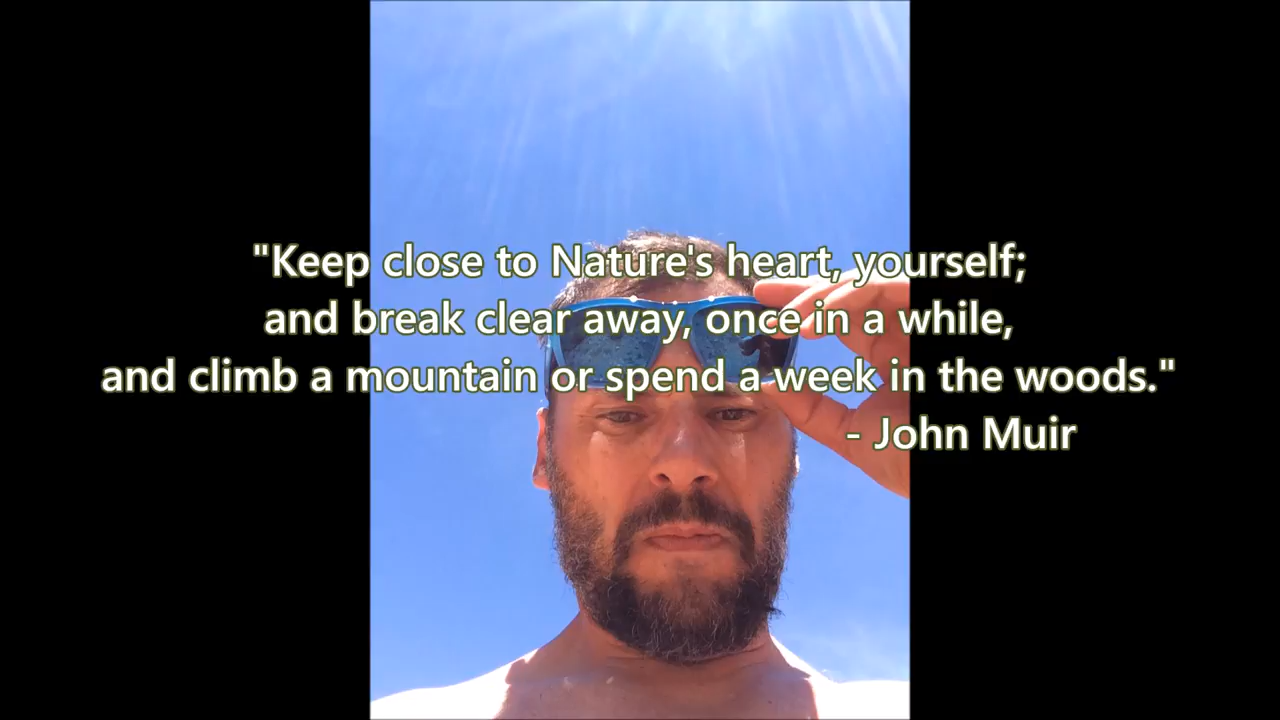 "Keep close to Nature's heart, yourself;
and break clear away, once in a while,
and climb a mountain or spend a week in the woods."
- John Muir